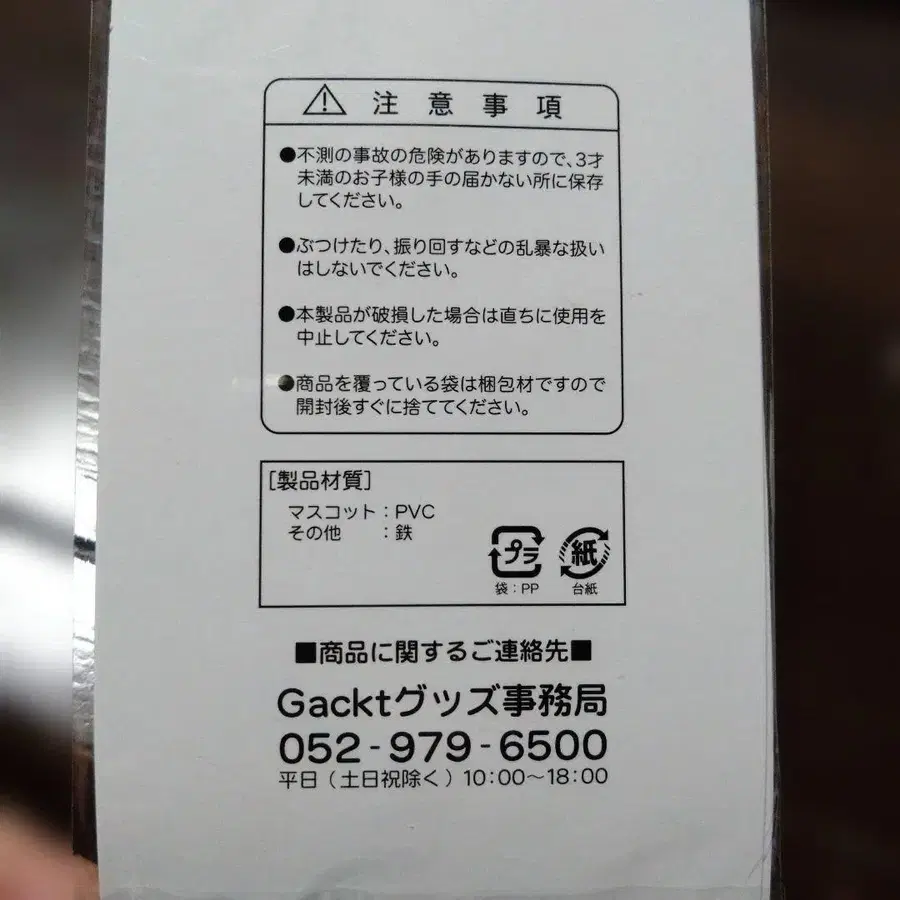 注意事項
●不測の事故の危険がありますので、3才
未満のお子様の手の届かない所に保存
してください。
●ぶつけたり、振り回すなどの乱暴な扱い
はしないでください。
●本製品が破損した場合は直ちに使用を
中止してください。
●商品を覆っている袋は梱包材ですので
開封後すぐに捨ててください。
[製品材質]
マスコット：PVC
その他　：鉄
プラ 紙
袋：PP 台紙
■商品に関するご連絡先■
Gacktグッズ事務局
052-979-6500
平日（土日祝除く）10:00～18:00